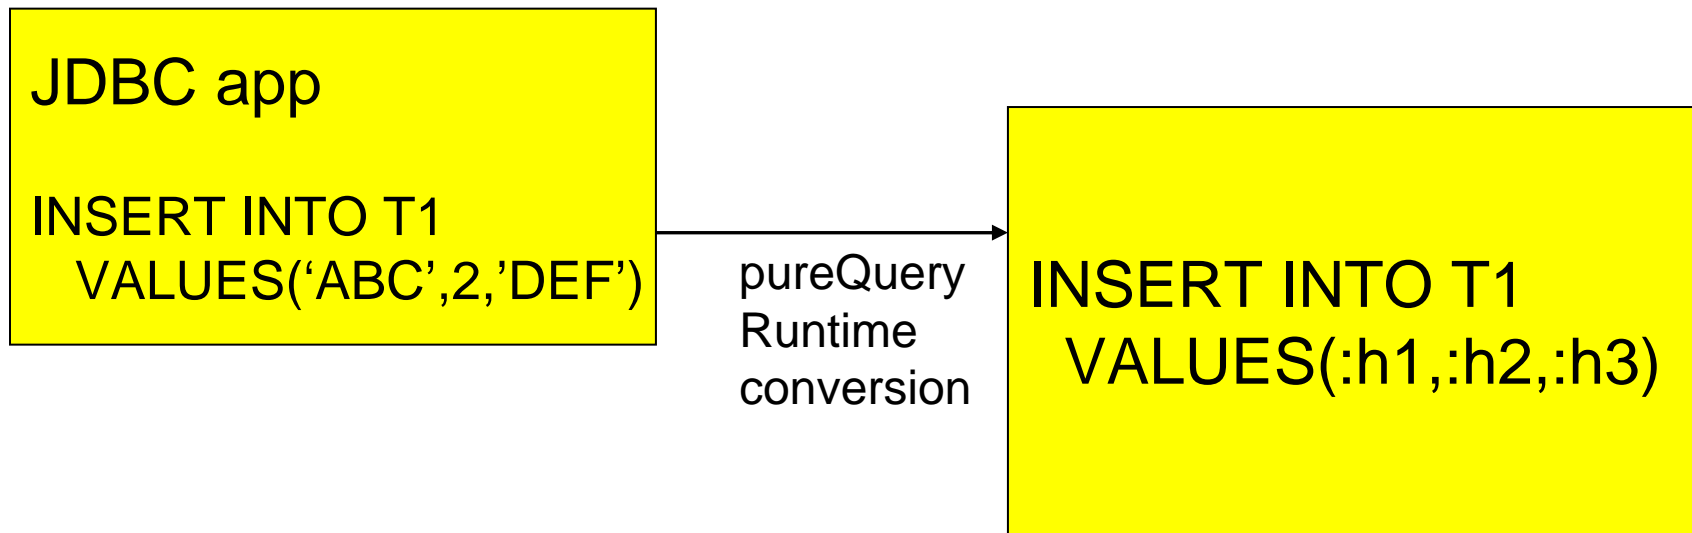 JDBC app
INSERT INTO T1
VALUES(‘ABC’,2,’DEF’)
pureQuery
Runtime
conversion
INSERT INTO T1
VALUES(:h1,:h2,:h3)